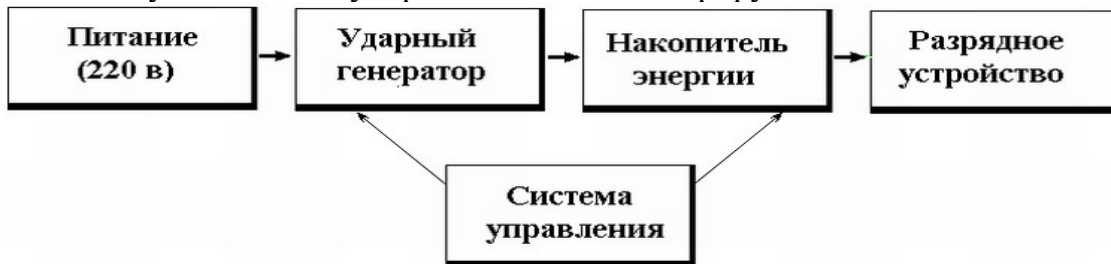 Питание
(220 в)
Ударный
генератор
Накопитель
энергии
Разрядное
устройство
Система
управления